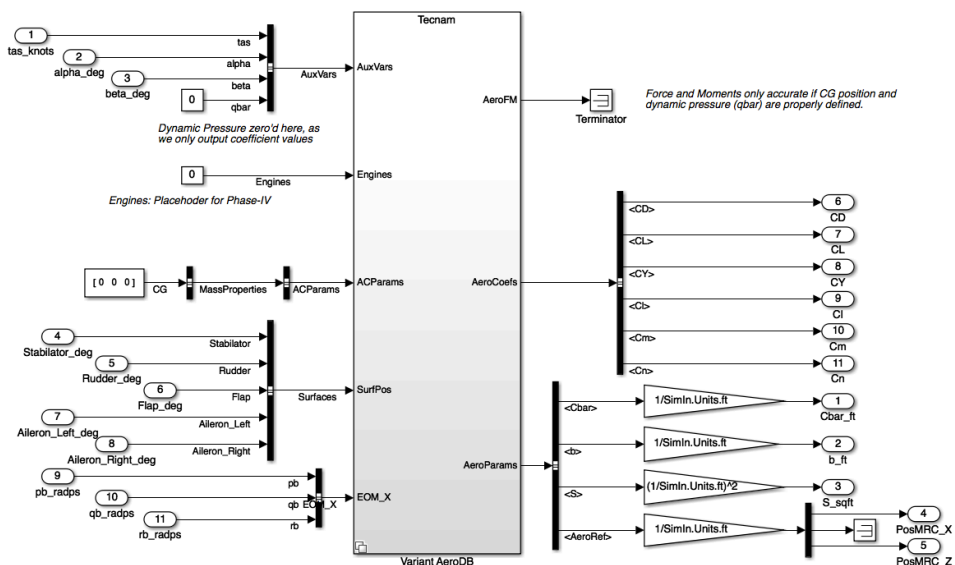 Tecnam
1
tas_knots
tas
2
alpha_deg
alpha
3
beta_deg
beta
0
qbar
AuxVars
AuxVars
Dynamic Pressure zero'd here, as
we only output coefficient values
0
Engines
Engines
Engines: Placehoder for Phase-IV
[0 0 0]
CG
MassProperties
ACParams
ACParams
4
Stabilator_deg
Stabilator
5
Rudder_deg
Rudder
6
Flap_deg
Flap
7
Aileron_Left_deg
Aileron_Left
8
Aileron_Right_deg
Aileron_Right
Surfaces
SurfPos
9
pb_radps
pb
10
qb_radps
qb
11
rb_radps
rb
EOM_X
EOM_X
AeroFM
Terminator
Force and Moments only accurate if CG position and
dynamic pressure (qbar) are properly defined.
AeroCoefs
<CD>
6
CD
<CL>
7
CL
<CY>
8
CY
<Cl>
9
Cl
<Cm>
10
Cm
<Cn>
11
Cn
AeroParams
<Cbar>
1/SimIn.Units.ft
1
Cbar_ft
<b>
1/SimIn.Units.ft
2
b_ft
<S>
(1/SimIn.Units.ft)^2
3
S_sqft
<AeroRef>
1/SimIn.Units.ft
4
PosMRC_X
5
PosMRC_Z
Variant AeroDB